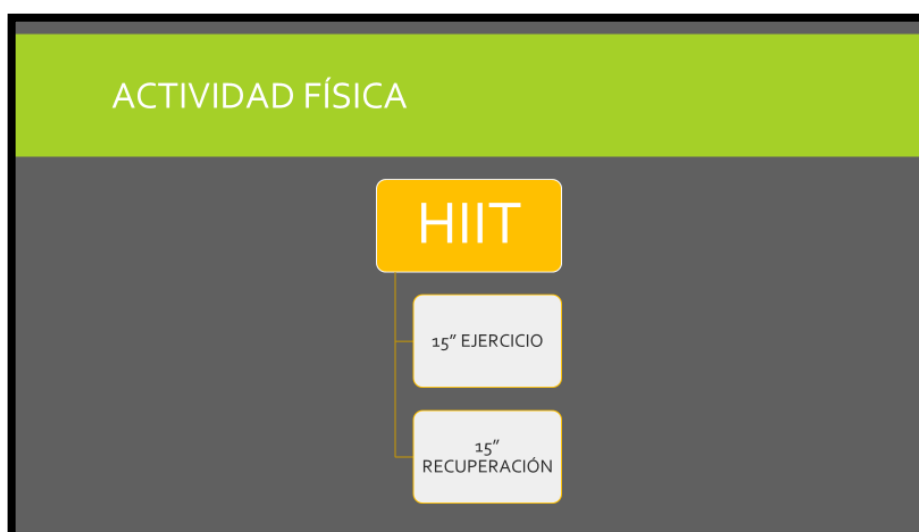 ACTIVIDAD FÍSICA
HIIT
15” EJERCICIO
15”
RECUPERACIÓN